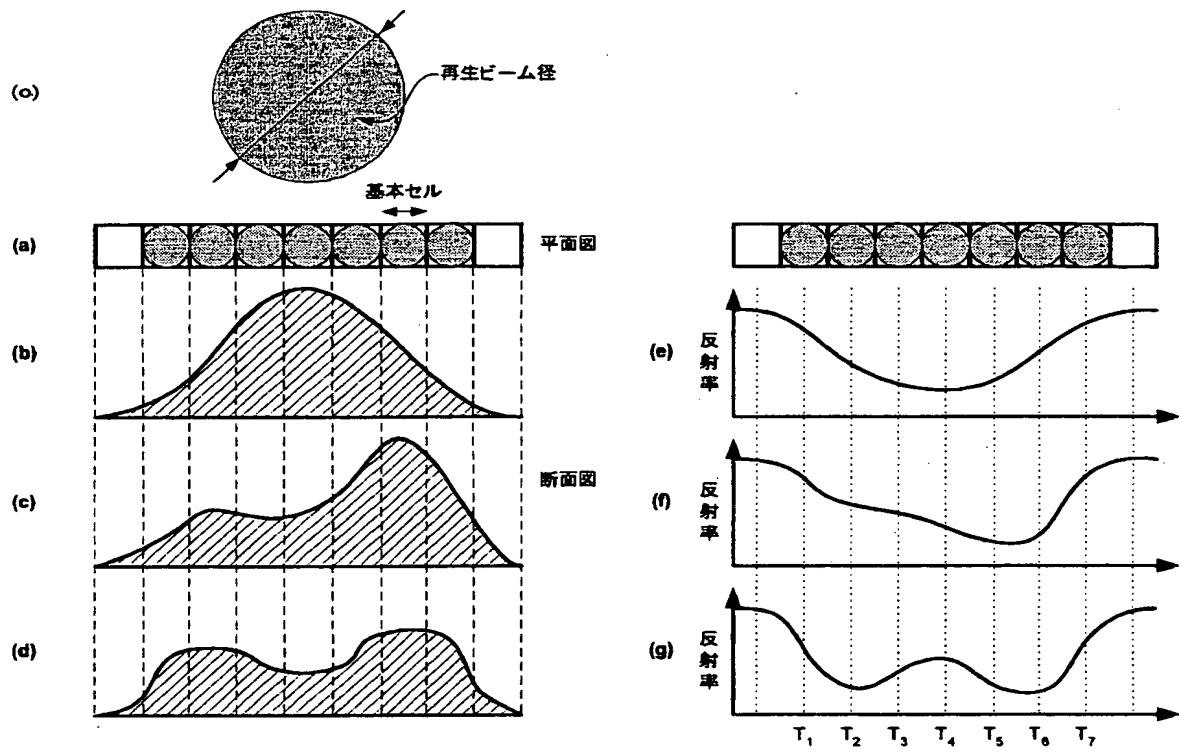 (o)
再生ビーム径
基本セル
(a)
平面図
(b)
(c)
断面図
(d)
(e)
反射率
(f)
反射率
(g)
反射率
T1 T2 T3 T4 T5 T6 T7